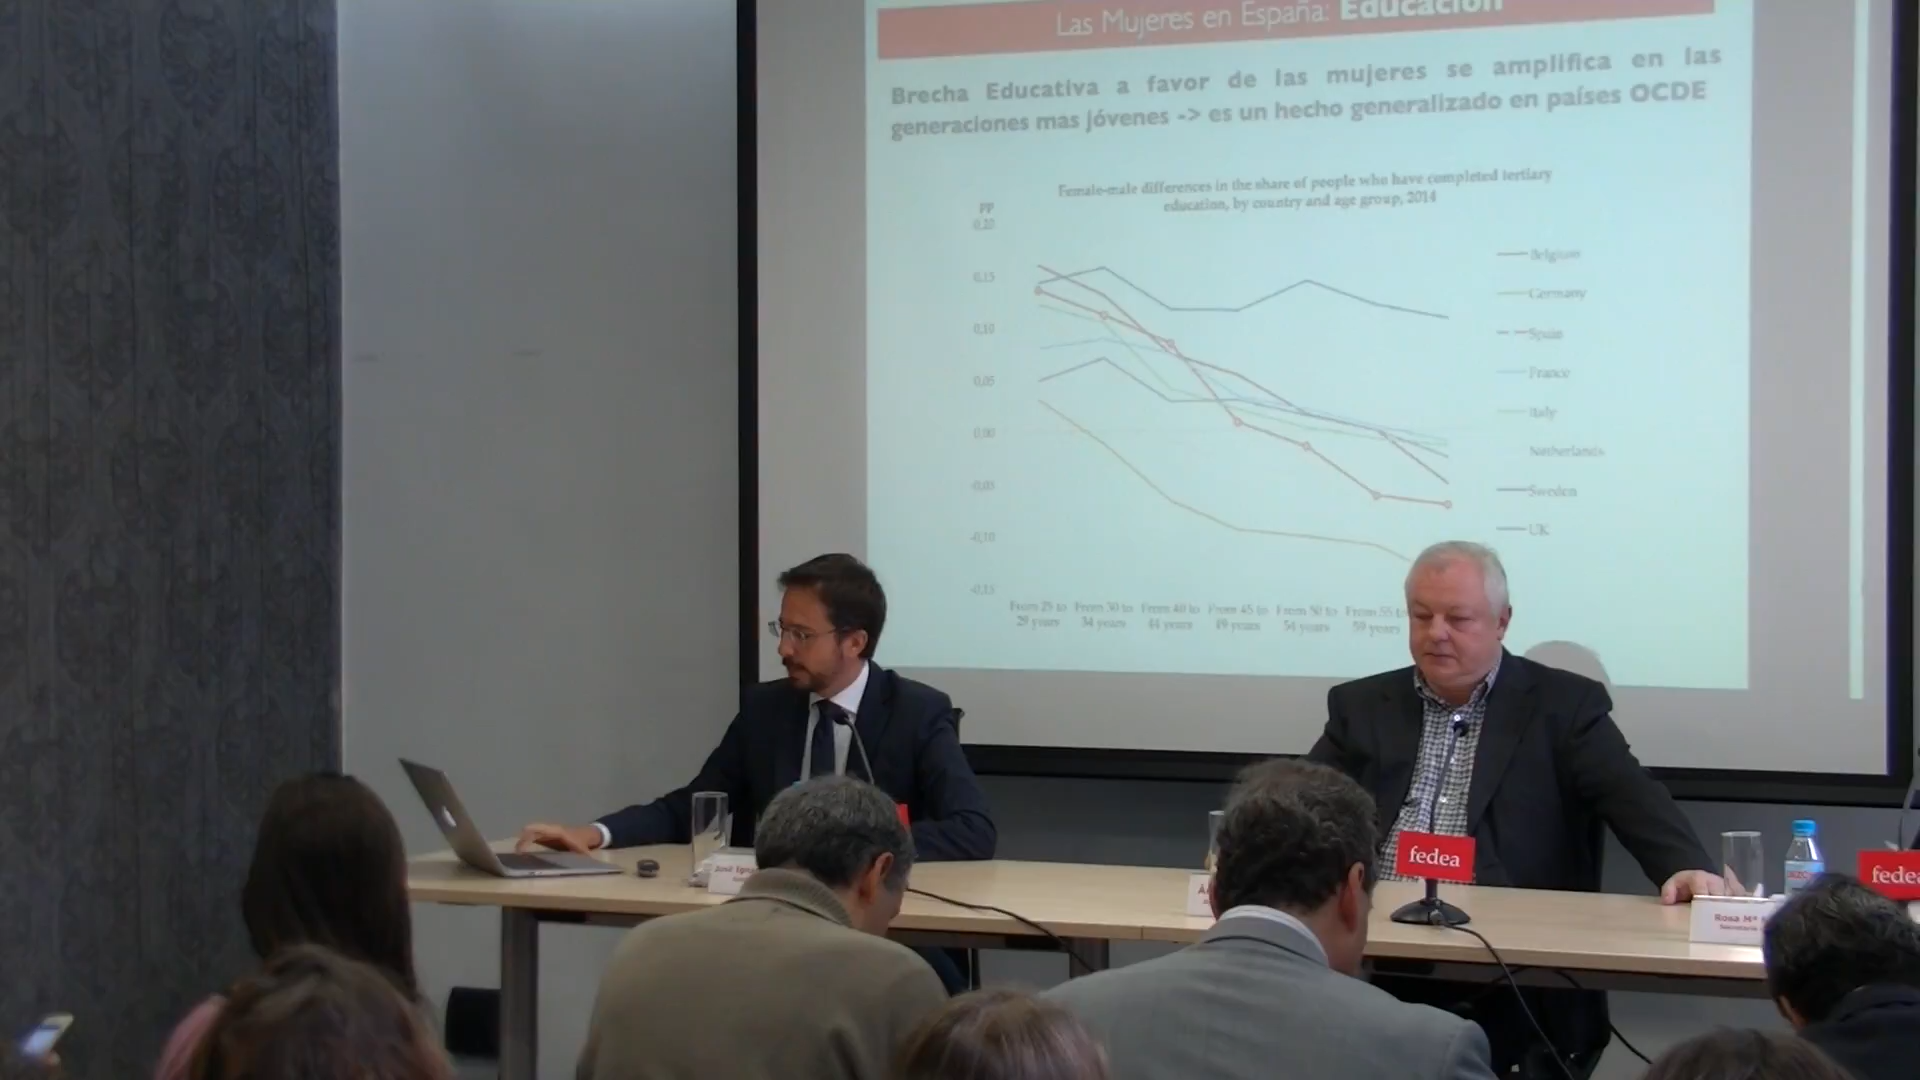 Las Mujeres en España: Educación
Brecha Educativa a favor de las mujeres se amplifica en las
generaciones mas jóvenes -> es un hecho generalizado en países OCDE
Female-male differences in the share of people who have completed tertiary
education, by country and age group, 2014
PP
0,20
0,15
0,10
0,05
0,00
-0,05
-0,10
-0,15
Belgium
Germany
Spain
France
Italy
Netherlands
Sweden
UK
From 25 to
29 years
From 30 to
34 years
From 40 to
44 years
From 45 to
49 years
From 50 to
54 years
From 55 to
59 years
fedea
fedea
José
Rosa Mª